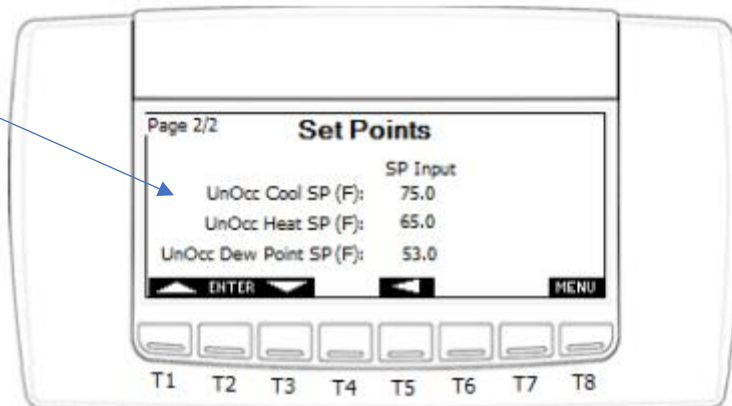 Page 2/2 Set Points
SP Input
UnOcc Cool SP (F): 75.0
UnOcc Heat SP (F): 65.0
UnOcc Dew Point SP (F): 53.0
ENTER MENU
T1 T2 T3 T4 T5 T6 T7 T8